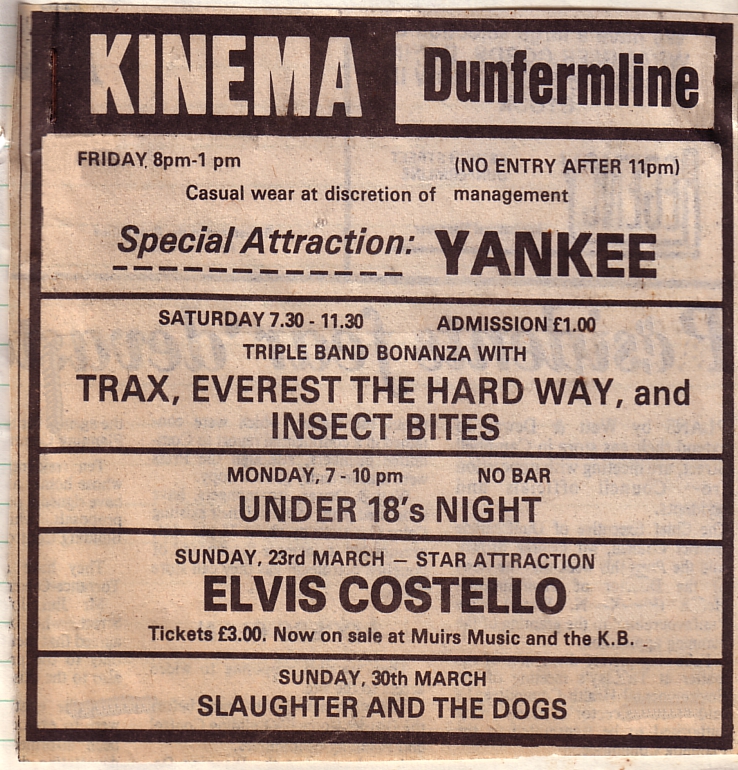 KINEMA Dunfermline
FRIDAY, 8pm-1 pm (NO ENTRY AFTER 11pm)
Casual wear at discretion of management
Special Attraction: YANKEE
SATURDAY 7.30 - 11.30 ADMISSION £1.00
TRIPLE BAND BONANZA WITH
TRAX, EVEREST THE HARD WAY, and
INSECT BITES
MONDAY, 7 - 10 pm NO BAR
UNDER 18's NIGHT
SUNDAY, 23rd MARCH — STAR ATTRACTION
ELVIS COSTELLO
Tickets £3.00. Now on sale at Muirs Music and the K.B.
SUNDAY, 30th MARCH
SLAUGHTER AND THE DOGS